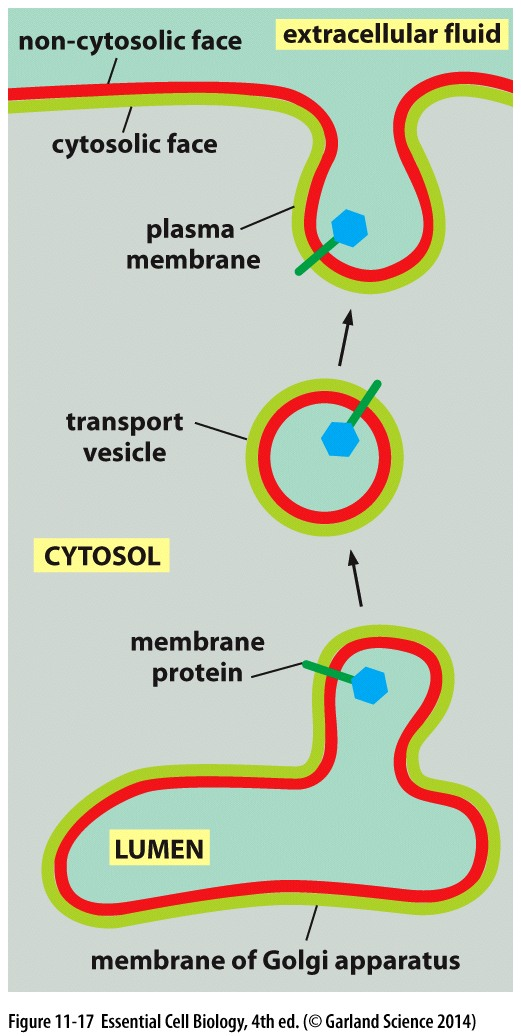 non-cytosolic face
extracellular fluid
cytosolic face
plasma
membrane
transport
vesicle
CYTOSOL
membrane
protein
LUMEN
membrane of Golgi apparatus
Figure 11-17 Essential Cell Biology, 4th ed. (© Garland Science 2014)